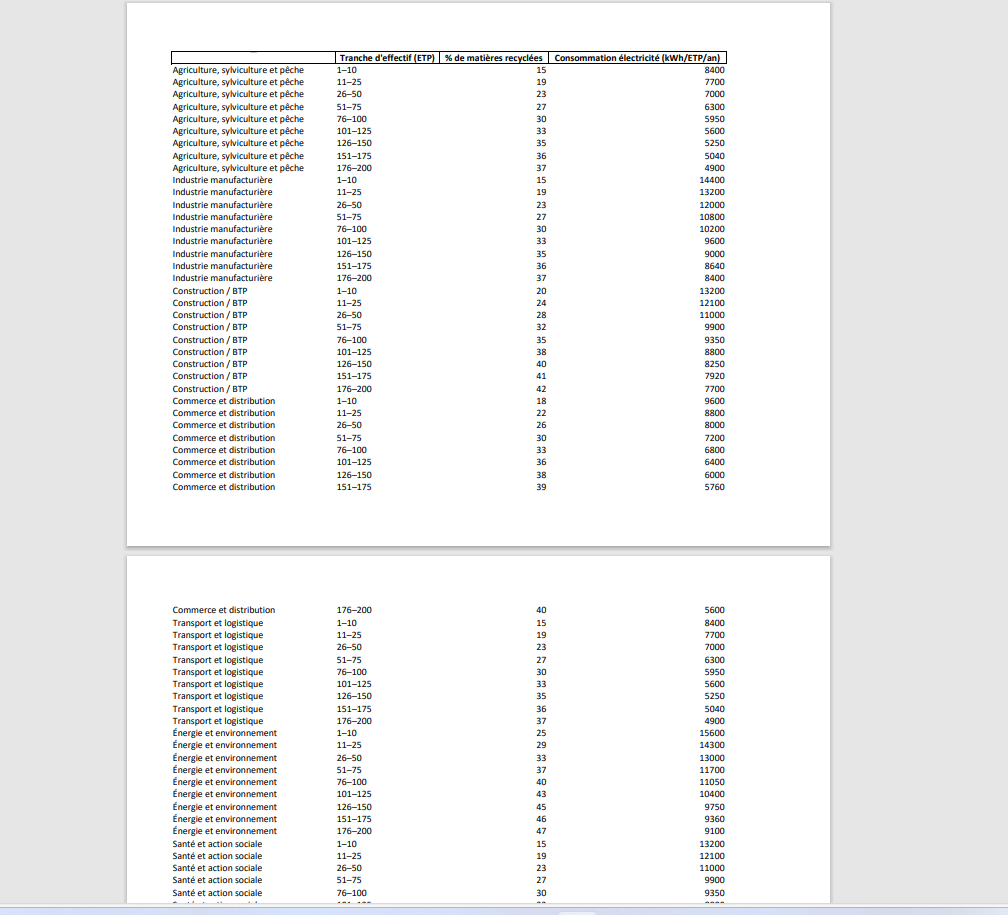 Tranche d'effectif (ETP) % de matières recyclées Consommation électricité (kWh/ETP/an)
Agriculture, sylviculture et pêche 1–10 15 8400
Agriculture, sylviculture et pêche 11–25 19 7700
Agriculture, sylviculture et pêche 26–50 23 7000
Agriculture, sylviculture et pêche 51–75 27 6300
Agriculture, sylviculture et pêche 76–100 30 5950
Agriculture, sylviculture et pêche 101–125 33 5600
Agriculture, sylviculture et pêche 126–150 35 5250
Agriculture, sylviculture et pêche 151–175 36 5040
Agriculture, sylviculture et pêche 176–200 37 4900
Industrie manufacturière 1–10 15 14400
Industrie manufacturière 11–25 19 13200
Industrie manufacturière 26–50 23 12000
Industrie manufacturière 51–75 27 10800
Industrie manufacturière 76–100 30 10200
Industrie manufacturière 101–125 33 9600
Industrie manufacturière 126–150 35 9000
Industrie manufacturière 151–175 36 8640
Industrie manufacturière 176–200 37 8400
Construction / BTP 1–10 20 13200
Construction / BTP 11–25 24 12100
Construction / BTP 26–50 28 11000
Construction / BTP 51–75 32 9900
Construction / BTP 76–100 35 9350
Construction / BTP 101–125 38 8800
Construction / BTP 126–150 40 8250
Construction / BTP 151–175 41 7920
Construction / BTP 176–200 42 7700
Commerce et distribution 1–10 18 9600
Commerce et distribution 11–25 22 8800
Commerce et distribution 26–50 26 8000
Commerce et distribution 51–75 30 7200
Commerce et distribution 76–100 33 6800
Commerce et distribution 101–125 36 6400
Commerce et distribution 126–150 38 6000
Commerce et distribution 151–175 39 5760
Commerce et distribution 176–200 40 5600
Transport et logistique 1–10 15 8400
Transport et logistique 11–25 19 7700
Transport et logistique 26–50 23 7000
Transport et logistique 51–75 27 6300
Transport et logistique 76–100 30 5950
Transport et logistique 101–125 33 5600
Transport et logistique 126–150 35 5250
Transport et logistique 151–175 36 5040
Transport et logistique 176–200 37 4900
Énergie et environnement 1–10 25 15600
Énergie et environnement 11–25 29 14300
Énergie et environnement 26–50 33 13000
Énergie et environnement 51–75 37 11700
Énergie et environnement 76–100 40 11050
Énergie et environnement 101–125 43 10400
Énergie et environnement 126–150 45 9750
Énergie et environnement 151–175 46 9360
Énergie et environnement 176–200 47 9100
Santé et action sociale 1–10 15 13200
Santé et action sociale 11–25 19 12100
Santé et action sociale 26–50 23 11000
Santé et action sociale 51–75 27 9900
Santé et action sociale 76–100 30 9350